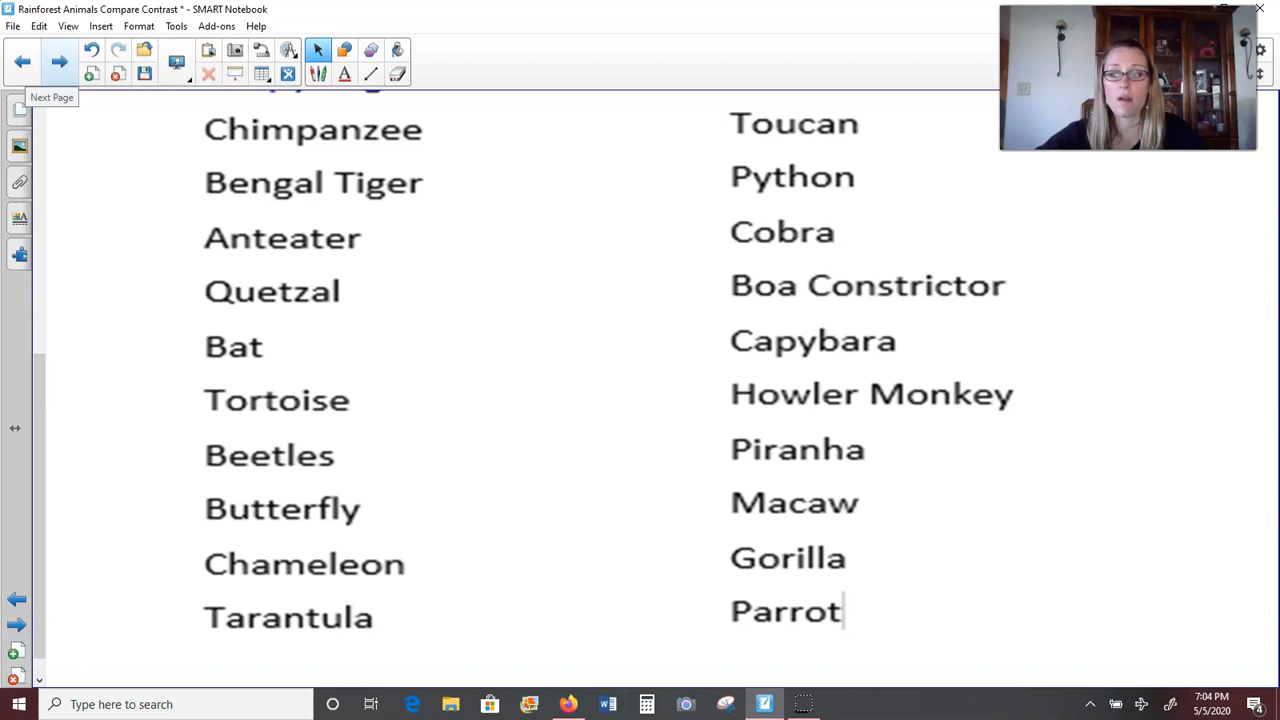 Rainforest Animals Compare Contrast * - SMART Notebook
File Edit View Insert Format Tools Add-ons Help
Next Page
Chimpanzee
Bengal Tiger
Anteater
Quetzal
Bat
Tortoise
Beetles
Butterfly
Chameleon
Tarantula
Toucan
Python
Cobra
Boa Constrictor
Capybara
Howler Monkey
Piranha
Macaw
Gorilla
Parrot
Type here to search
7:04 PM
5/5/2020